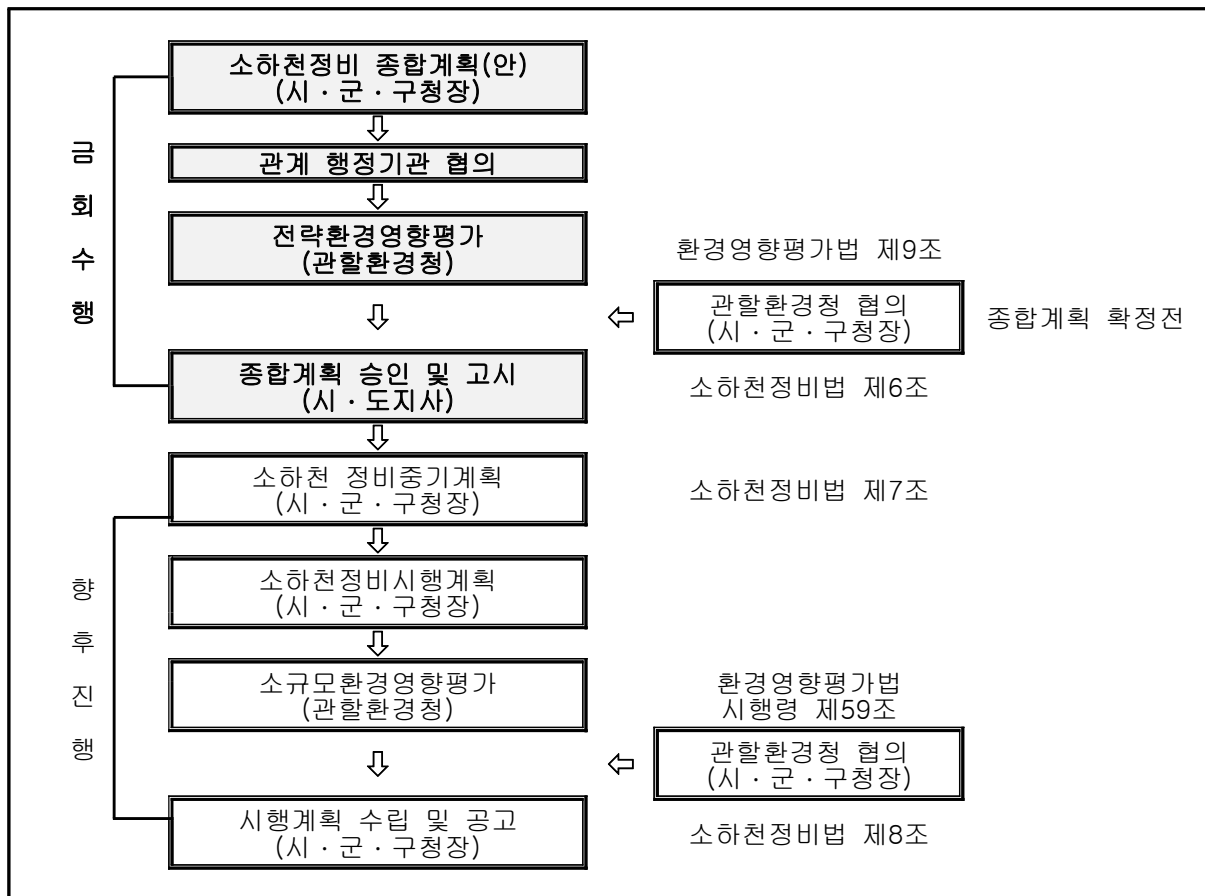 소하천정비 종합계획(안)
(시 · 군 · 구청장)
금회수행
관계 행정기관 협의
전략환경영향평가
(관할환경청)
환경영향평가법 제9조
관할환경청 협의
(시 · 군 · 구청장)
종합계획 확정전
종합계획 승인 및 고시
(시 · 도지사)
소하천정비법 제6조
소하천 정비중기계획
(시 · 군 · 구청장)
소하천정비법 제7조
향후진행
소하천정비시행계획
(시 · 군 · 구청장)
소규모환경영향평가
(관할환경청)
환경영향평가법
시행령 제59조
관할환경청 협의
(시 · 군 · 구청장)
시행계획 수립 및 공고
(시 · 군 · 구청장)
소하천정비법 제8조